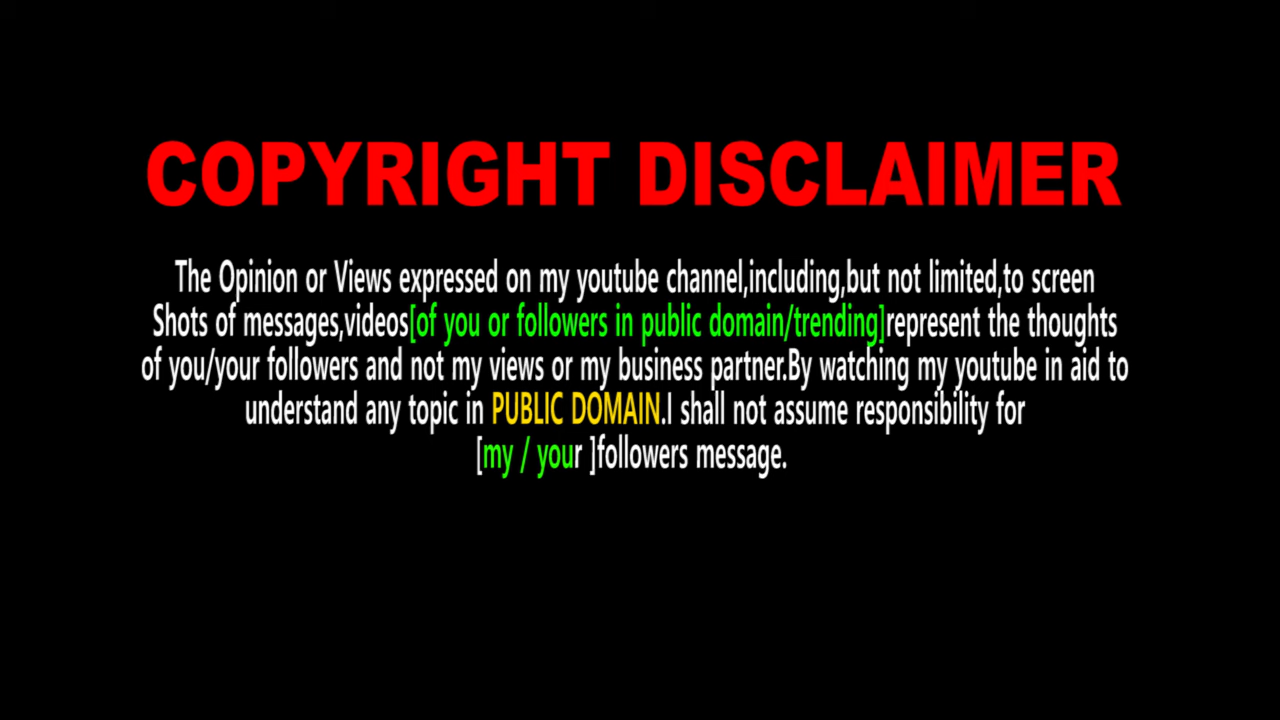 COPYRIGHT DISCLAIMER
The Opinion or Views expressed on my youtube channel,including,but not limited,to screen
Shots of messages,videos[of you or followers in public domain/trending]represent the thoughts
of you/your followers and not my views or my business partner.By watching my youtube in aid to
understand any topic in PUBLIC DOMAIN.I shall not assume responsibility for
[my / your ]followers message.